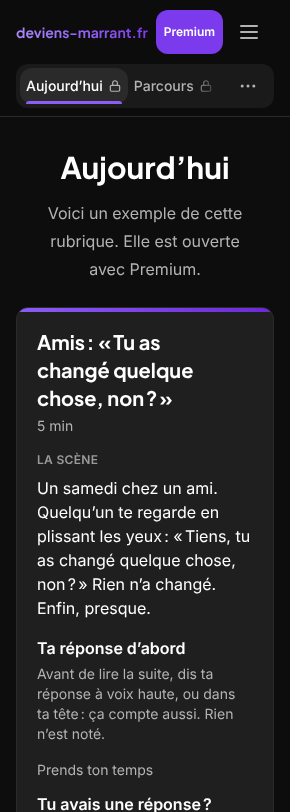 deviens-marrant.fr
Premium
Aujourd’hui
Parcours
Aujourd’hui
Voici un exemple de cette
rubrique. Elle est ouverte
avec Premium.
Amis : « Tu as
changé quelque
chose, non ? »
5 min
LA SCÈNE
Un samedi chez un ami.
Quelqu’un te regarde en
plissant les yeux : « Tiens, tu
as changé quelque chose,
non ? » Rien n’a changé.
Enfin, presque.
Ta réponse d’abord
Avant de lire la suite, dis ta
réponse à voix haute, ou dans
ta tête : ça compte aussi. Rien
n’est noté.
Prends ton temps
Tu avais une réponse ?